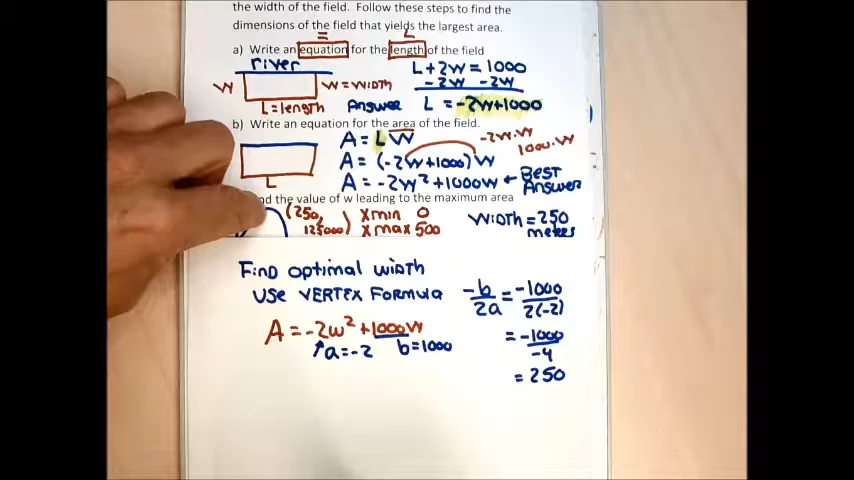 the width of the field. Follow these steps to find the
dimensions of the field that yields the largest area.
= L
a) Write an equation for the length of the field
river
W W = WIDTH
L = length
L + 2W = 1000
-2W -2W
Answer L = -2W+1000
b) Write an equation for the area of the field.
L
A = LW
A = (-2W+1000)W
-2W·W
1000·W
A = -2W² + 1000W ← BEST ANSWER
nd the value of w leading to the maximum area
(250, 125000)
xmin 0
xmax 500
WIDTH = 250 meters
FIND OPTIMAL WIDTH
USE VERTEX FORMULA
-b/2a = -1000/2(-2)
= -1000/-4
= 250
A = -2w² + 1000W
↑ a = -2 b = 1000